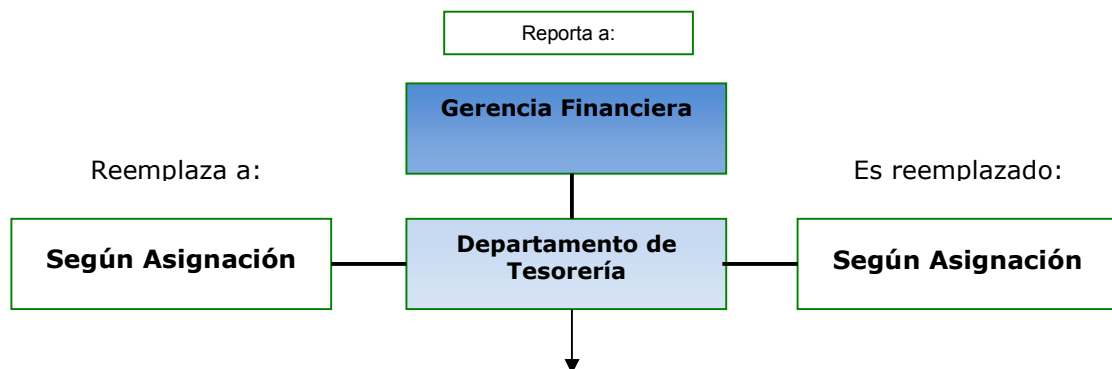 Reporta a:
Gerencia Financiera
Reemplaza a:
Es reemplazado:
Según Asignación
Departamento de
Tesorería
Según Asignación